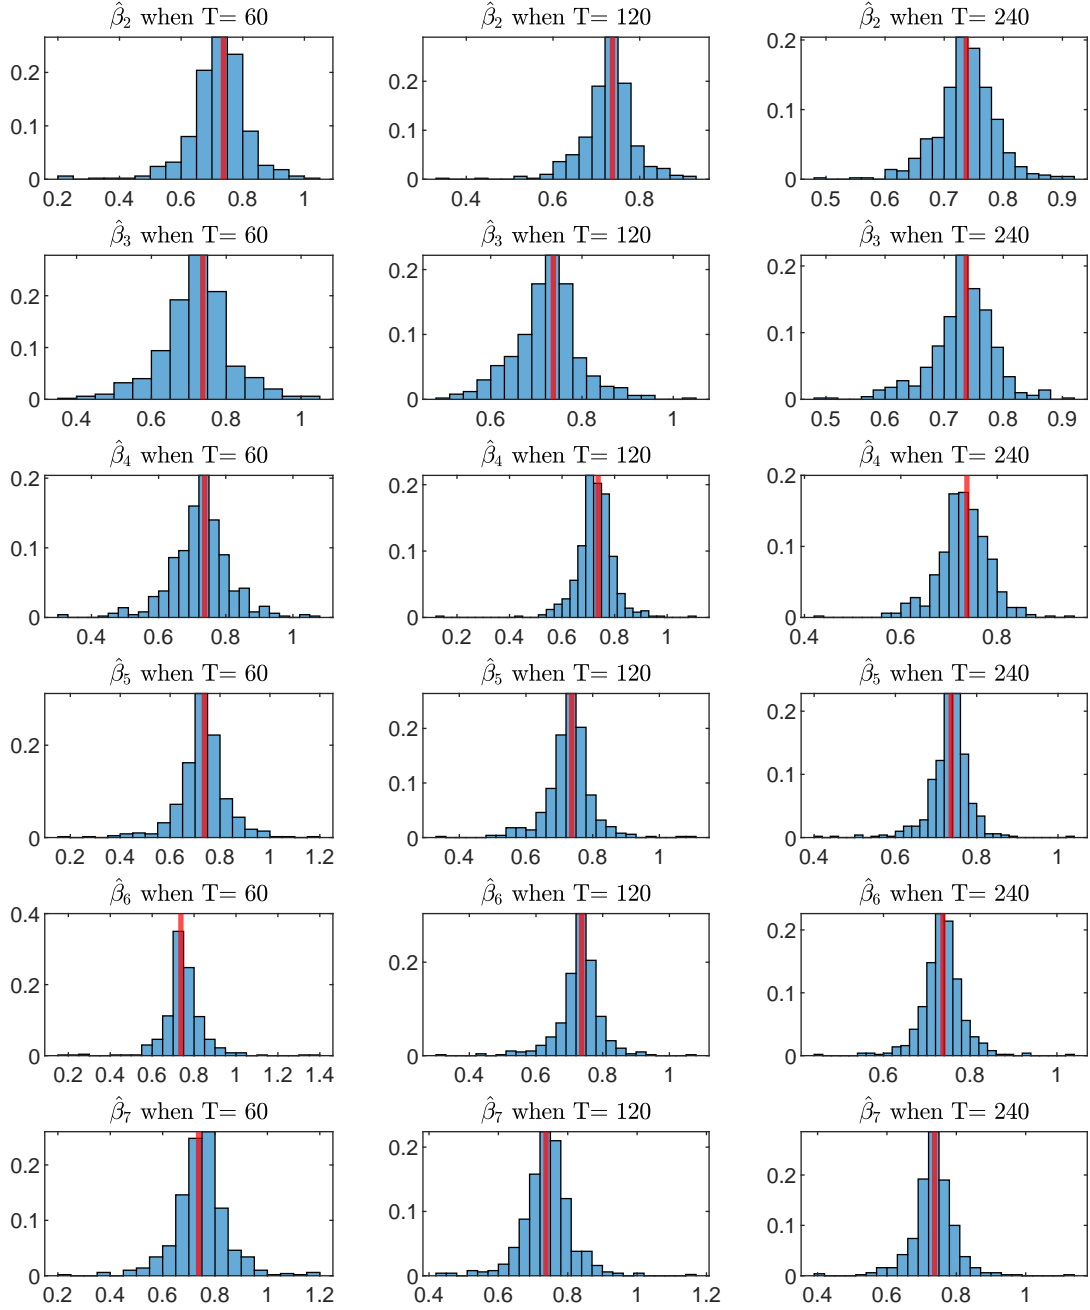 β̂₂ when T= 60 β̂₂ when T= 120 β̂₂ when T= 240
0.2 0.2 0.2
0.1 0.1 0.1
0 0 0
0.2 0.4 0.6 0.8 1 0.4 0.6 0.8 0.5 0.6 0.7 0.8 0.9
β̂₃ when T= 60 β̂₃ when T= 120 β̂₃ when T= 240
0.2 0.2 0.2
0.1 0.1 0.1
0 0 0
0.4 0.6 0.8 1 0.6 0.8 1 0.5 0.6 0.7 0.8 0.9
β̂₄ when T= 60 β̂₄ when T= 120 β̂₄ when T= 240
0.2 0.2 0.2
0.1 0.1 0.1
0 0 0
0.4 0.6 0.8 1 0.2 0.4 0.6 0.8 1 0.4 0.6 0.8
β̂₅ when T= 60 β̂₅ when T= 120 β̂₅ when T= 240
0.2 0.2 0.2
0.1 0.1
0 0 0
0.2 0.4 0.6 0.8 1 1.2 0.4 0.6 0.8 1 0.4 0.6 0.8 1
β̂₆ when T= 60 β̂₆ when T= 120 β̂₆ when T= 240
0.4
0.2 0.2 0.2
0.1
0 0 0
0.2 0.4 0.6 0.8 1 1.2 1.4 0.4 0.6 0.8 1 0.6 0.8 1
β̂₇ when T= 60 β̂₇ when T= 120 β̂₇ when T= 240
0.2 0.2 0.2
0.1 0.1 0.1
0 0 0
0.2 0.4 0.6 0.8 1 1.2 0.4 0.6 0.8 1 1.2 0.4 0.6 0.8 1